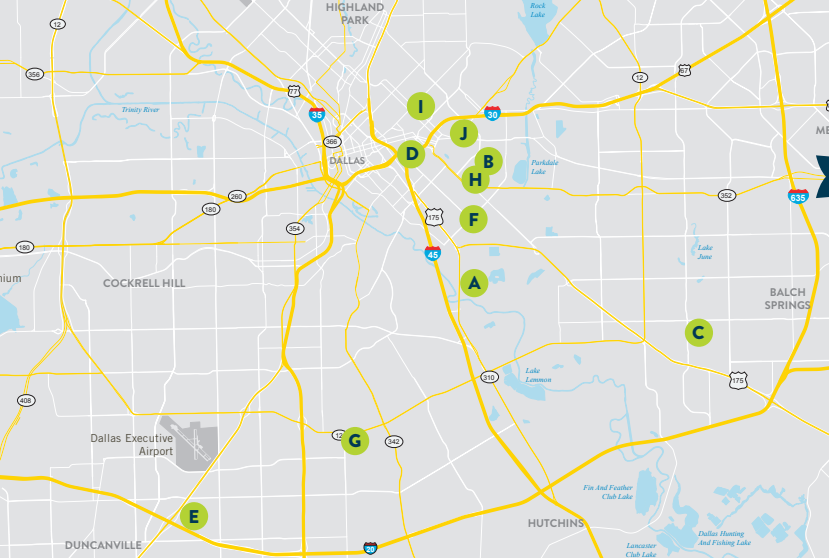 HIGHLAND
PARK
Rock
Lake
12
356
77
Trinity River
35
366
DALLAS
I
30
J
D
B
H
12
67
Parkdale
Lake
352
635
260
180
354
180
175
F
45
A
COCKRELL HILL
Lake
June
BALCH
SPRINGS
C
175
310
Lake
Lemmon
408
Dallas Executive
Airport
G
342
E
DUNCANVILLE
20
HUTCHINS
Fin And Feather
Club Lake
Dallas Hunting
And Fishing Lake
Lancaster
Club Lake